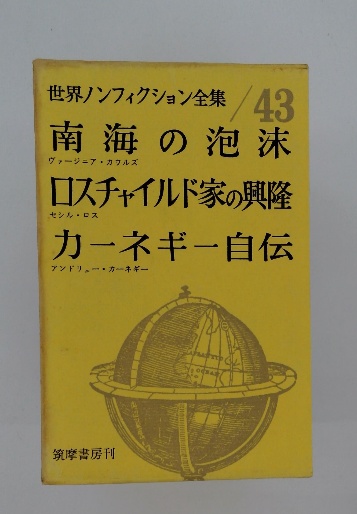 世界ノンフィクション全集/43
南海の泡沫
ヴァージニア・カウルズ
ロスチャイルド家の興隆
セシル・ロス
カーネギー自伝
アンドリュー・カーネギー
筑摩書房刊